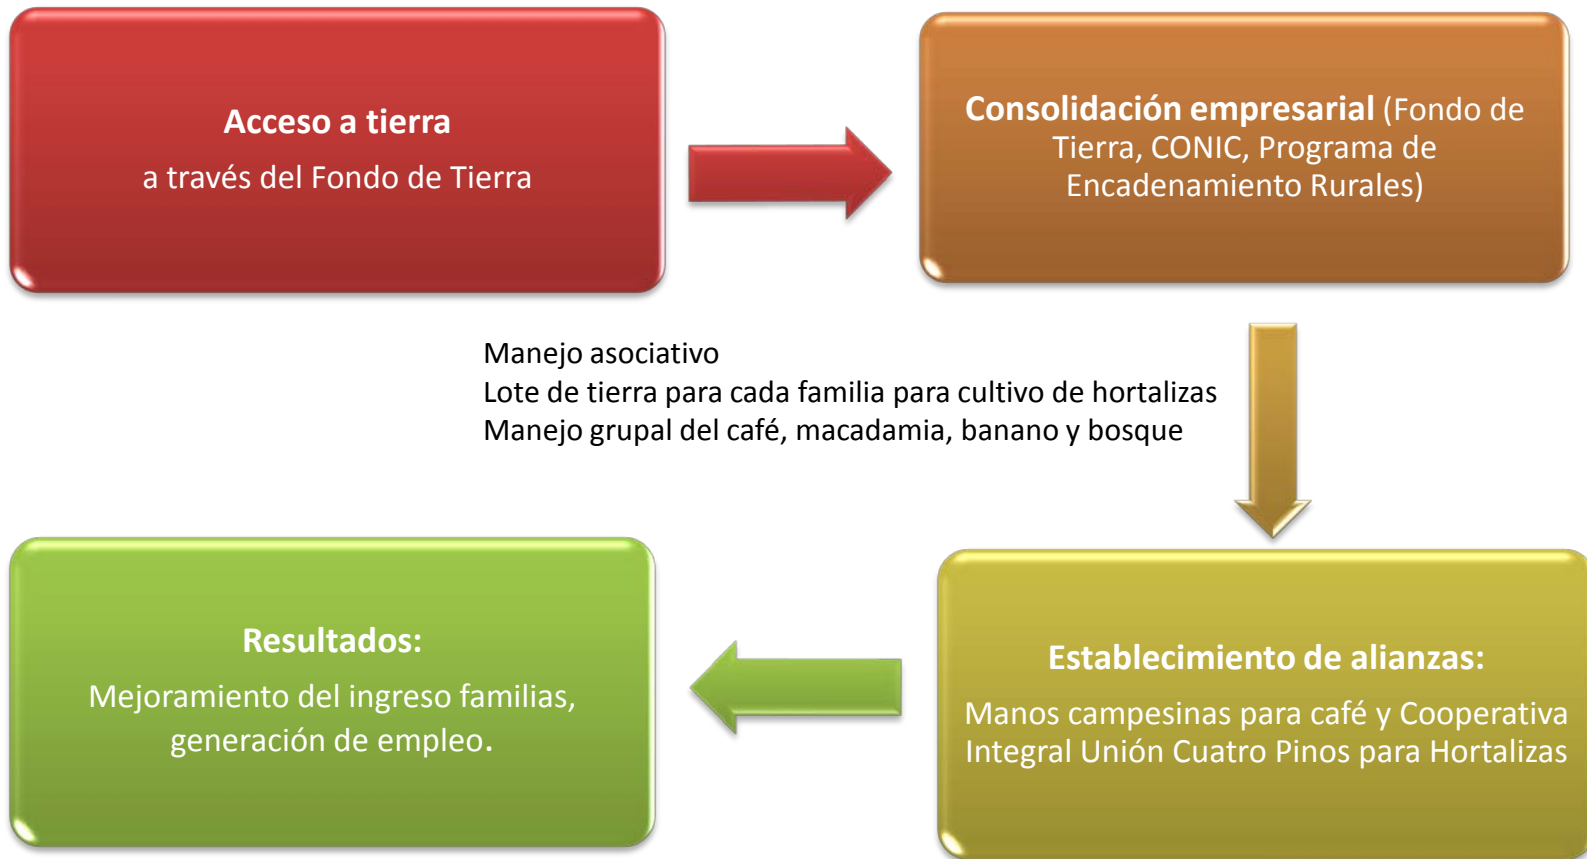 Acceso a tierra
a través del Fondo de Tierra
Consolidación empresarial (Fondo de
Tierra, CONIC, Programa de
Encadenamiento Rurales)
Manejo asociativo
Lote de tierra para cada familia para cultivo de hortalizas
Manejo grupal del café, macadamia, banano y bosque
Establecimiento de alianzas:
Manos campesinas para café y Cooperativa
Integral Unión Cuatro Pinos para Hortalizas
Resultados:
Mejoramiento del ingreso familias,
generación de empleo.